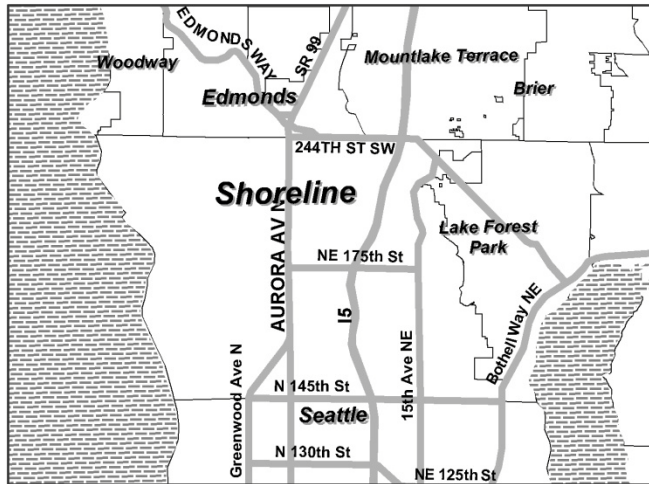 EDMONDS WAY
SR 99
Woodway
Mountlake Terrace
Edmonds
Brier
244TH ST SW
Shoreline
AURORA AV N
Lake Forest
Park
NE 175th St
I5
Bothell Way NE
Greenwood Ave N
15th Ave NE
N 145th St
Seattle
N 130th St
NE 125th St